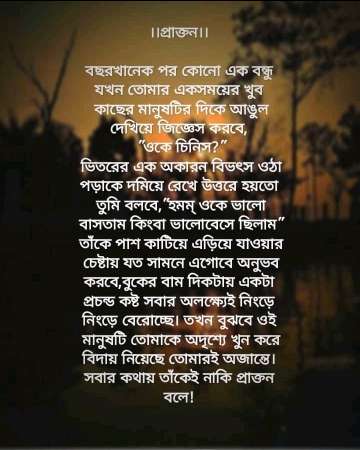 ।।প্রাক্তন।।
বছরখানেক পর কোনো এক বন্ধু
যখন তোমার একসময়ের খুব
কাছের মানুষটির দিকে আঙুল
দেখিয়ে জিজ্ঞেস করবে,
"ওকে চিনিস?"
ভিতরের এক অকারন বিভৎস ওঠা
পড়াকে দমিয়ে রেখে উত্তরে হয়তো
তুমি বলবে,"হমম্ ওকে ভালো
বাসতাম কিংবা ভালোবেসে ছিলাম"
তাঁকে পাশ কাটিয়ে এড়িয়ে যাওয়ার
চেষ্টায় যত সামনে এগোবে অনুভব
করবে,বুকের বাম দিকটায় একটা
প্রচন্ড কষ্ট সবার অলক্ষ্যেই নিংড়ে
নিংড়ে বেরোচ্ছে। তখন বুঝবে ওই
মানুষটি তোমাকে অদৃশ্যে খুন করে
বিদায় নিয়েছে তোমারই অজান্তে।
সবার কথায় তাঁকেই নাকি প্রাক্তন
বলে!